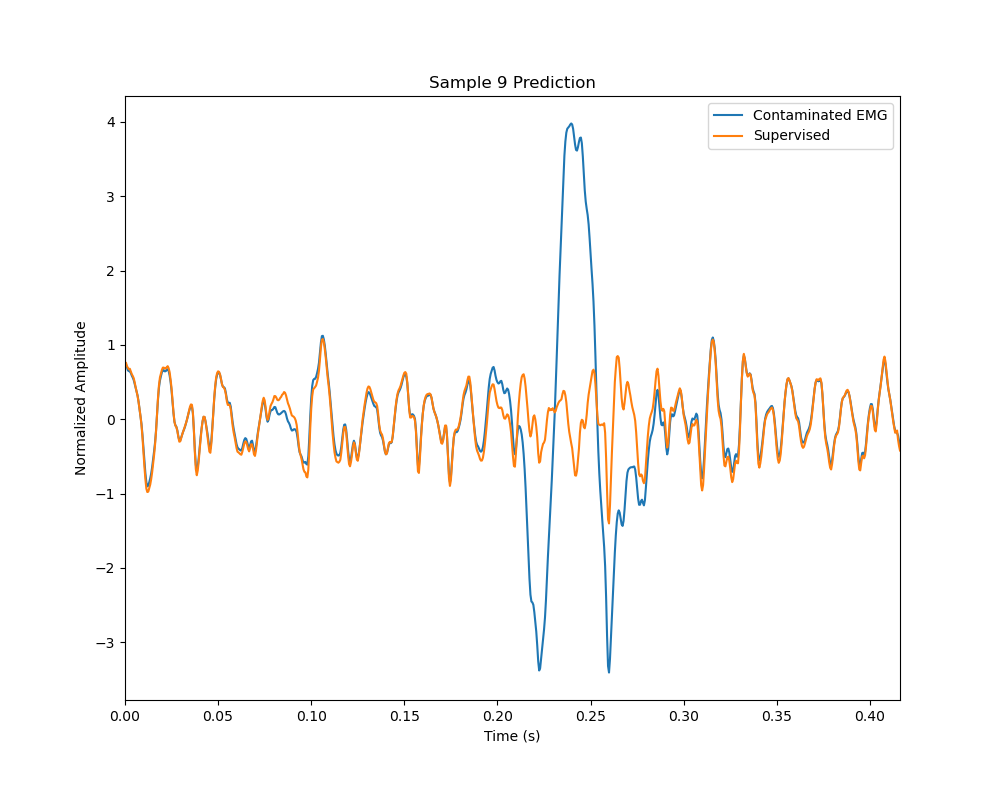 Sample 9 Prediction
Contaminated EMG
Supervised
Normalized Amplitude
4
3
2
1
0
−1
−2
−3
0.00 0.05 0.10 0.15 0.20 0.25 0.30 0.35 0.40
Time (s)